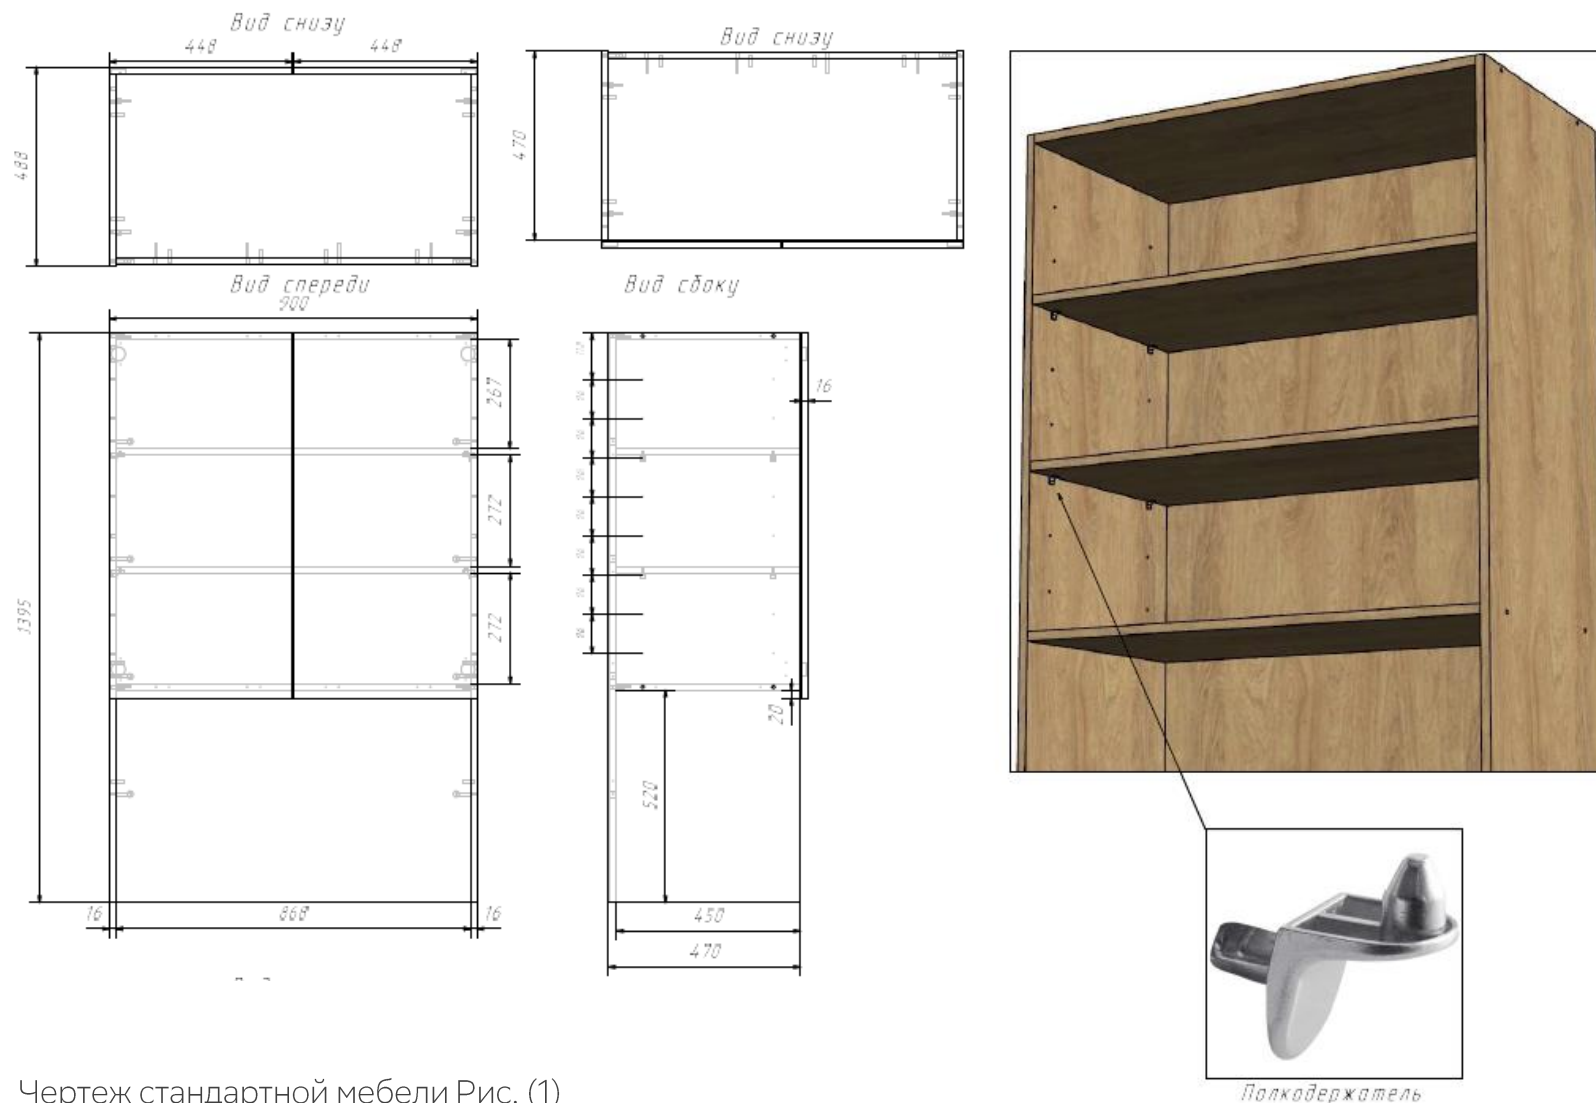 Вид снизу
448
448
488
Вид снизу
470
Вид спереди
900
1395
267
272
272
16
868
16
Вид сбоку
16
20
520
450
470
Полкодержатель
Чертеж стандартной мебели Рис. (1)